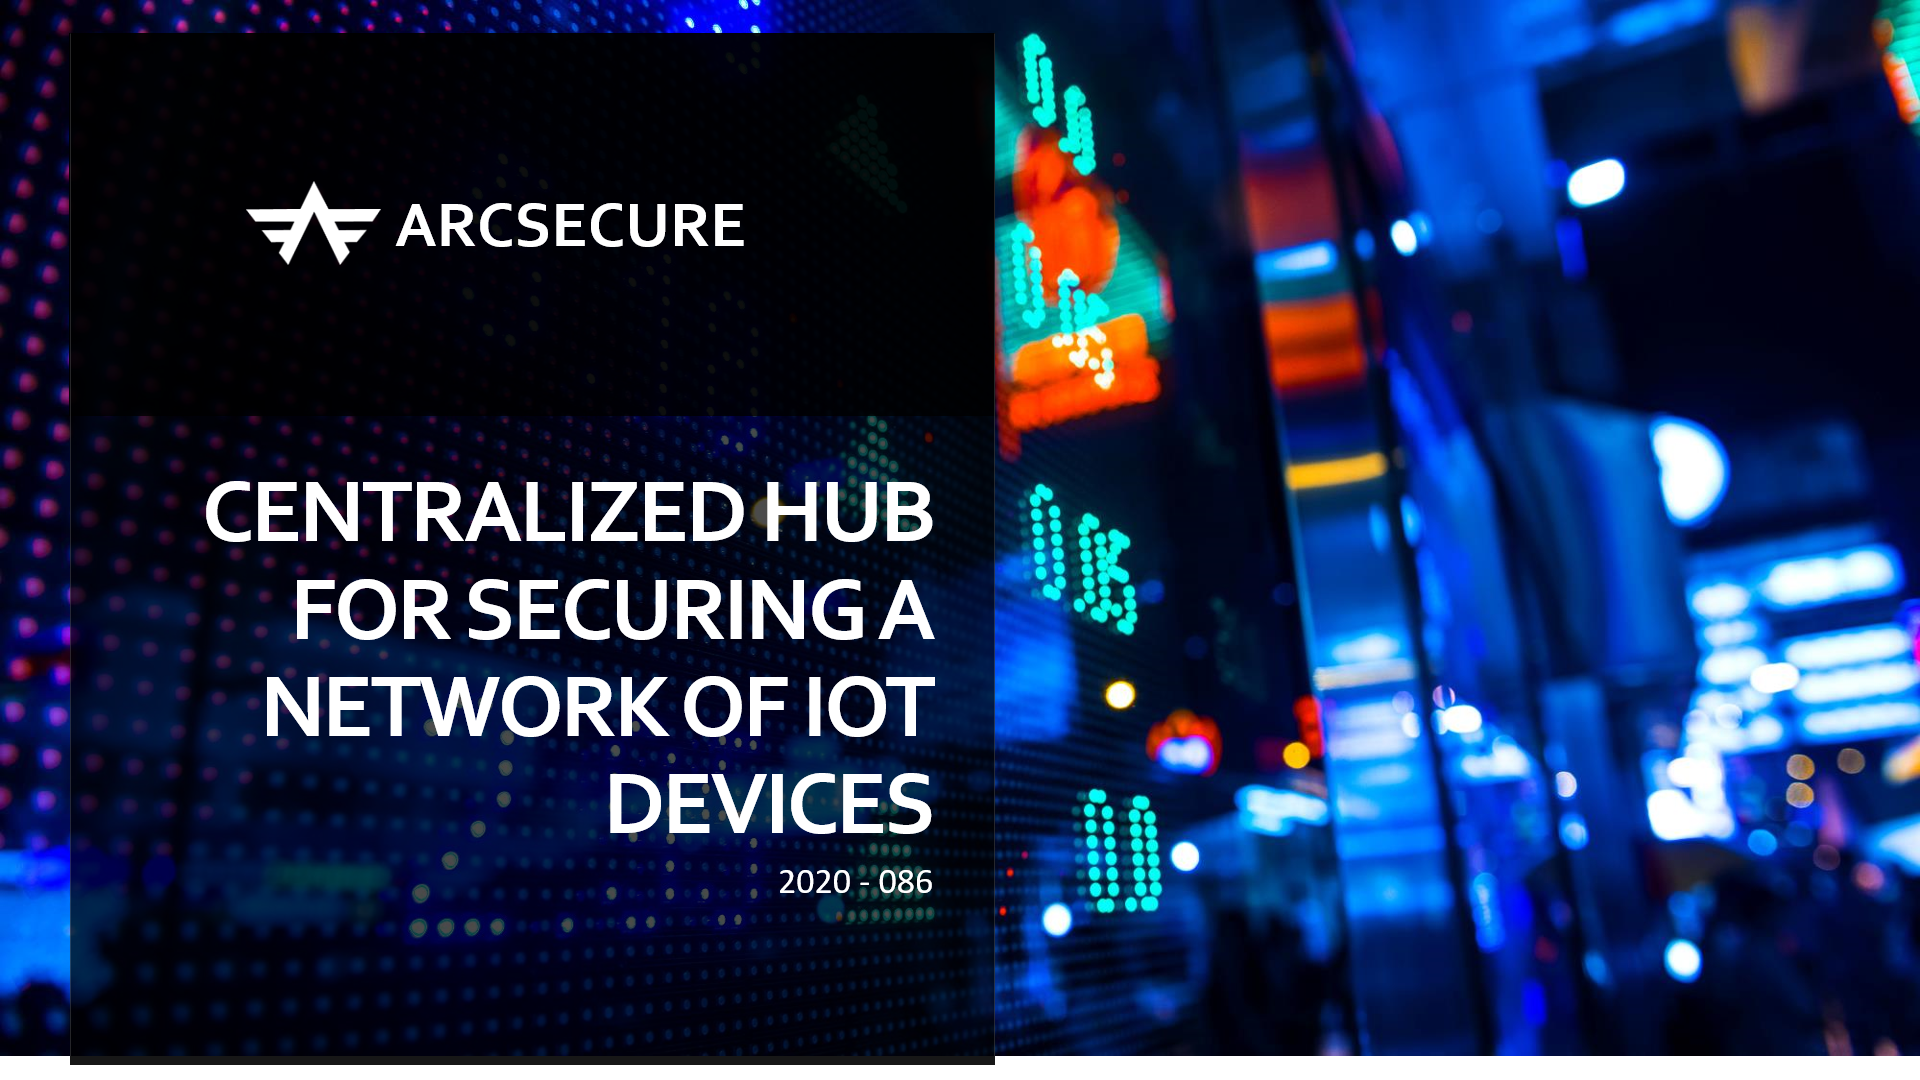 ARCSECURE
CENTRALIZED HUB
FOR SECURING A
NETWORK OF IOT
DEVICES
2020 - 086